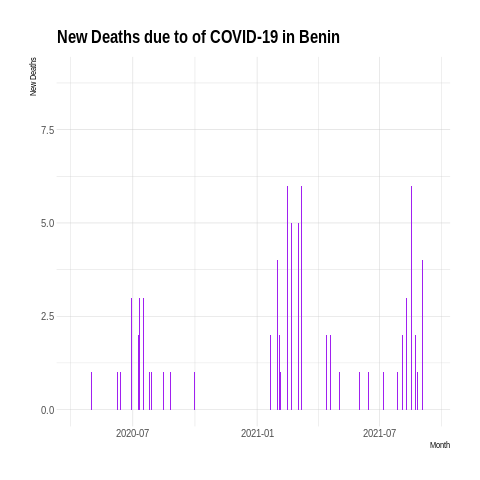 New Deaths due to of COVID-19 in Benin
New Deaths
7.5
5.0
2.5
0.0
2020-07
2021-01
2021-07
Month